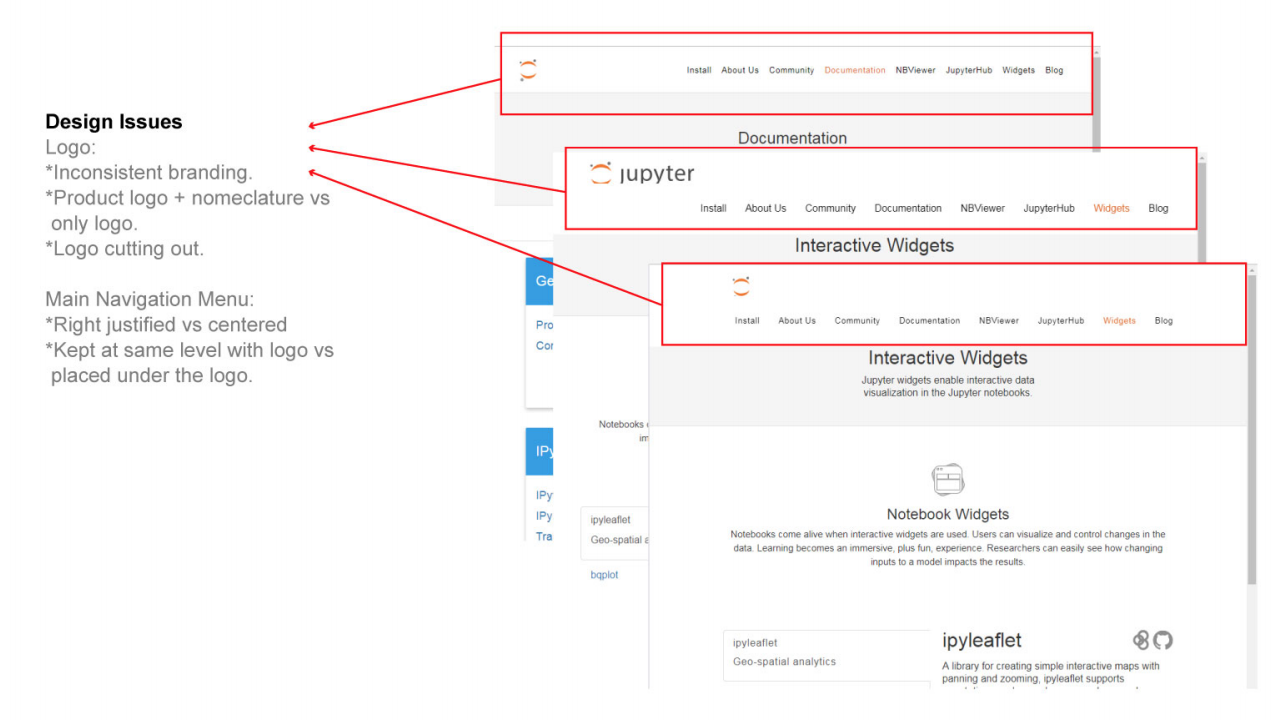 Design Issues
Logo:
*Inconsistent branding.
*Product logo + nomeclature vs
only logo.
*Logo cutting out.
Main Navigation Menu:
*Right justified vs centered
*Kept at same level with logo vs
placed under the logo.
Install About Us Community Documentation NBViewer JupyterHub Widgets Blog
Documentation
jupyter
Install About Us Community Documentation NBViewer JupyterHub Widgets Blog
Interactive Widgets
Install About Us Community Documentation NBViewer JupyterHub Widgets Blog
Interactive Widgets
Jupyter widgets enable interactive data
visualization in the Jupyter notebooks.
Ge
Pro
Cor
IPy
IPy
IPy
Tra
Notebooks
im
ipyleaflet
Geo-spatial a
bqplot
Notebook Widgets
Notebooks come alive when interactive widgets are used. Users can visualize and control changes in the
data. Learning becomes an immersive, plus fun, experience. Researchers can easily see how changing
inputs to a model impacts the results.
ipyleaflet
Geo-spatial analytics
ipyleaflet
A library for creating simple interactive maps with
panning and zooming, ipyleaflet supports